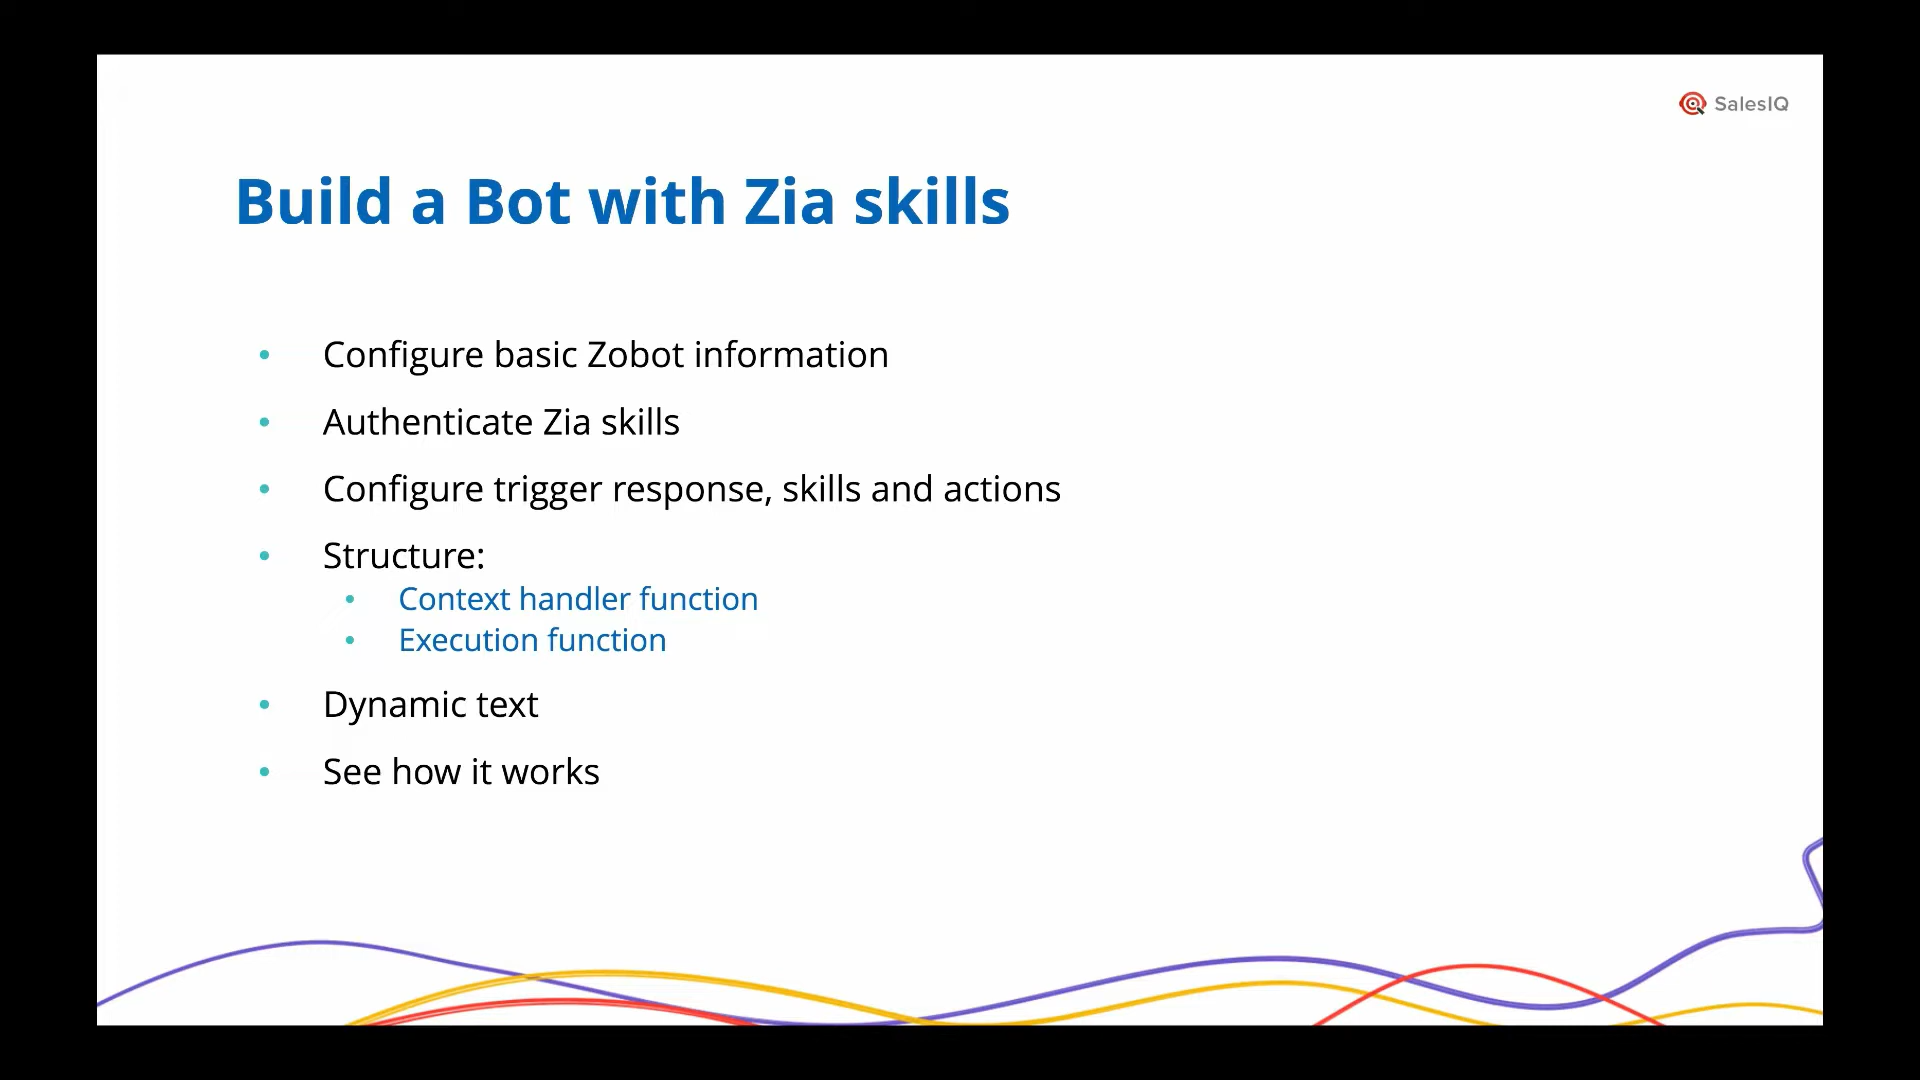 SalesIQ
Build a Bot with Zia skills
• Configure basic Zobot information
• Authenticate Zia skills
• Configure trigger response, skills and actions
• Structure:
• Context handler function
• Execution function
• Dynamic text
• See how it works